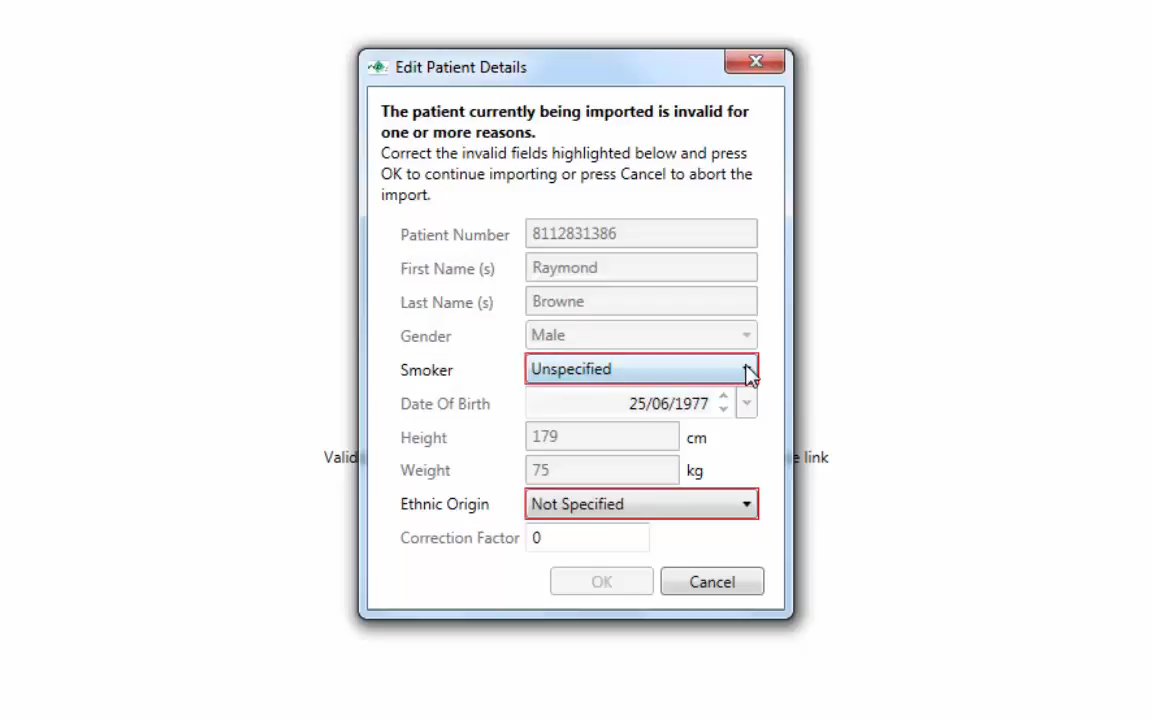 Edit Patient Details
The patient currently being imported is invalid for
one or more reasons.
Correct the invalid fields highlighted below and press
OK to continue importing or press Cancel to abort the
import.
Patient Number 8112831386
First Name (s) Raymond
Last Name (s) Browne
Gender Male
Smoker Unspecified
Date Of Birth 25/06/1977
Height 179 cm
Valid
link
Weight 75 kg
Ethnic Origin Not Specified
Correction Factor 0
OK Cancel